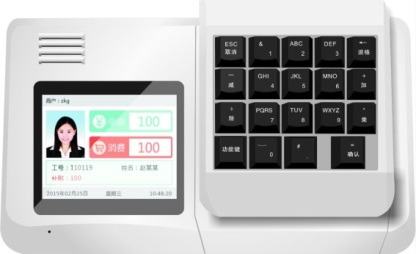 商户：zkg
100
消费 100
工号：110119 姓名：赵某某
补贴：100
2015年02月25日 星期三 10:48:20
ESC 取消
& 1
ABC 2
DEF 3
退格
— 减
GHI 4
JKL 5
MNO 6
+ 加
÷ 除
PQRS 7
TUV 8
WXYZ 9
* 乘
功能键
0
# .
= 确认